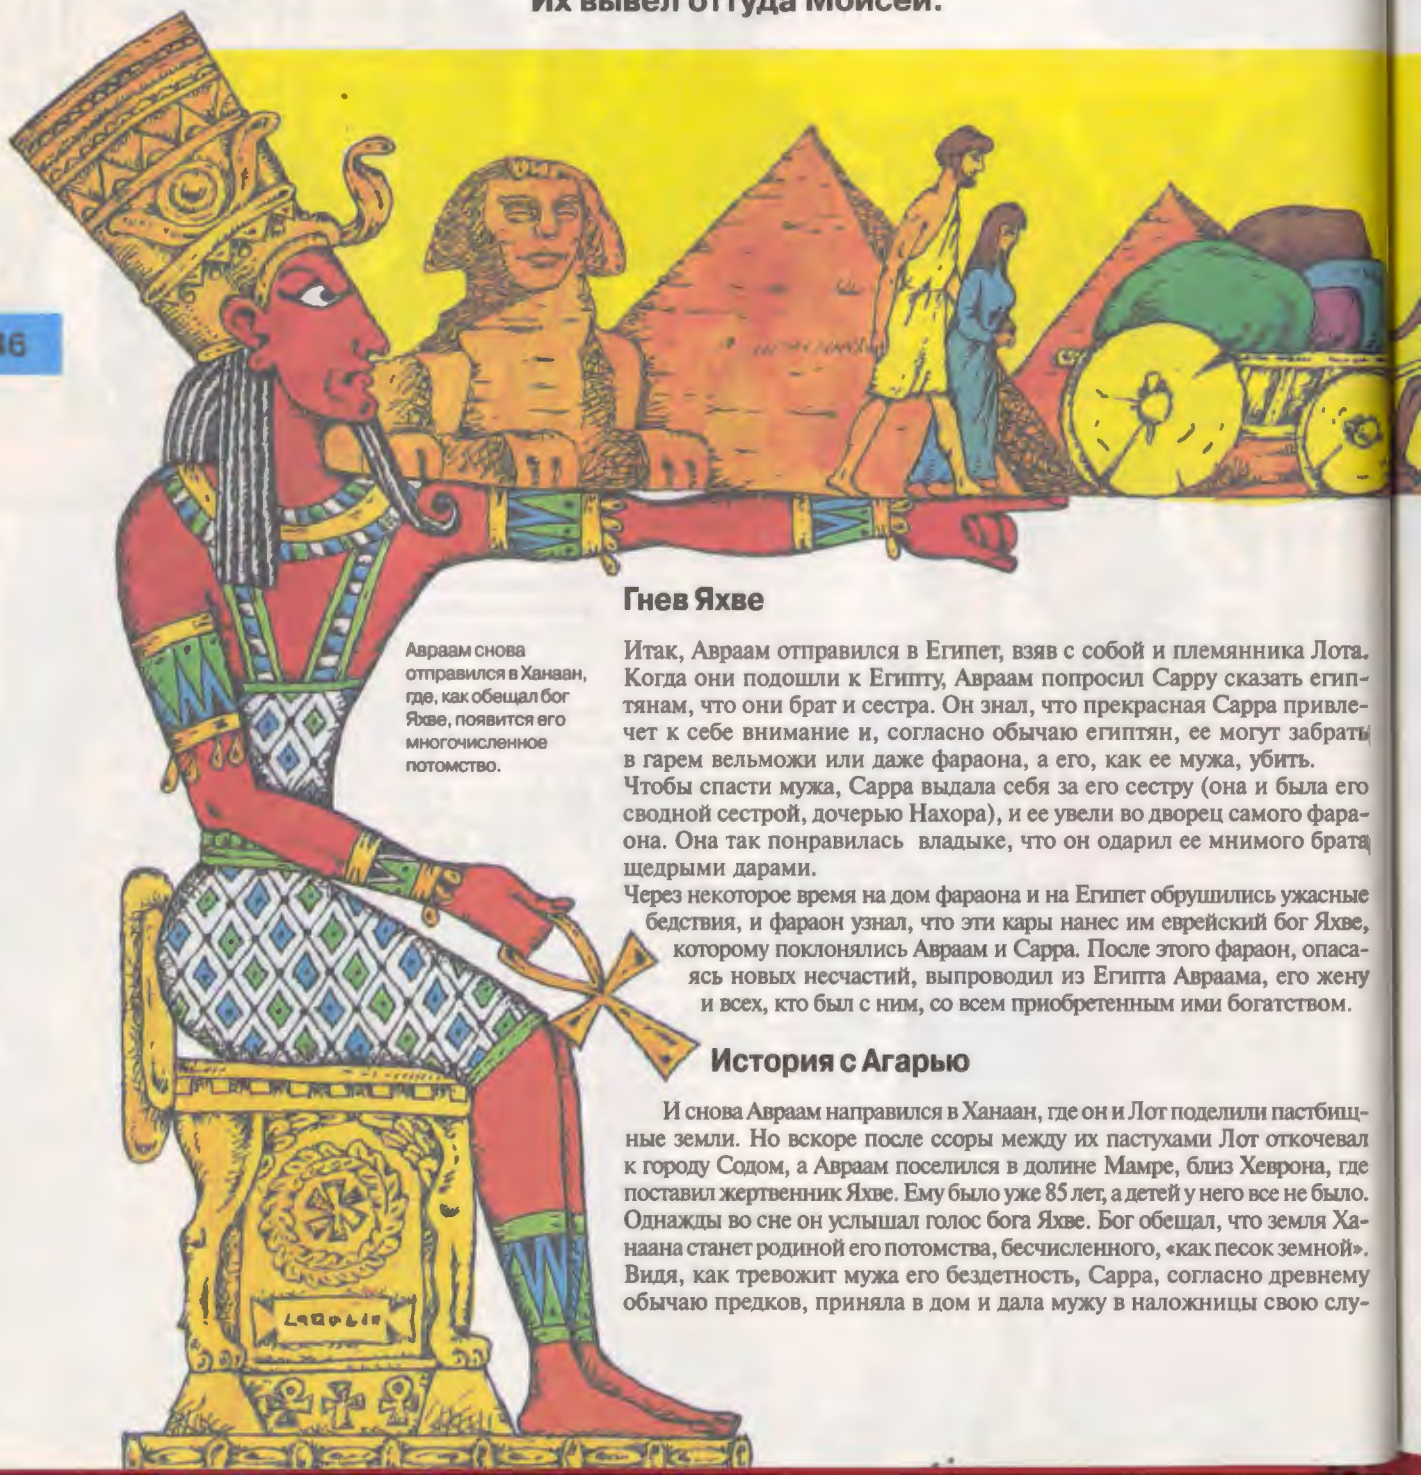 Их вывел оттуда Моисей.
Гнев Яхве
Авраам снова
отправился в Ханаан,
где, как обещал бог
Яхве, появится его
многочисленное
потомство.
Итак, Авраам отправился в Египет, взяв с собой и племянника Лота.
Когда они подошли к Египту, Авраам попросил Сарру сказать егип-
тянам, что они брат и сестра. Он знал, что прекрасная Сарра привле-
чет к себе внимание и, согласно обычаю египтян, ее могут забрать
в гарем вельможи или даже фараона, а его, как ее мужа, убить.
Чтобы спасти мужа, Сарра выдала себя за его сестру (она и была его
сводной сестрой, дочерью Нахора), и ее увели во дворец самого фара-
она. Она так понравилась владыке, что он одарил ее мнимого брата
щедрыми дарами.
Через некоторое время на дом фараона и на Египет обрушились ужасные
бедствия, и фараон узнал, что эти кары нанес им еврейский бог Яхве,
которому поклонялись Авраам и Сарра. После этого фараон, опаса-
ясь новых несчастий, выпроводил из Египта Авраама, его жену
и всех, кто был с ним, со всем приобретенным ими богатством.
История с Агарью
И снова Авраам направился в Ханаан, где он и Лот поделили пастбищ-
ные земли. Но вскоре после ссоры между их пастухами Лот откочевал
к городу Содом, а Авраам поселился в долине Мамре, близ Хеврона, где
поставил жертвенник Яхве. Ему было уже 85 лет, а детей у него все не было.
Однажды во сне он услышал голос бога Яхве. Бог обещал, что земля Ха-
наана станет родиной его потомства, бесчисленного, «как песок земной».
Видя, как тревожит мужа его бездетность, Сарра, согласно древнему
обычаю предков, приняла в дом и дала мужу в наложницы свою слу-